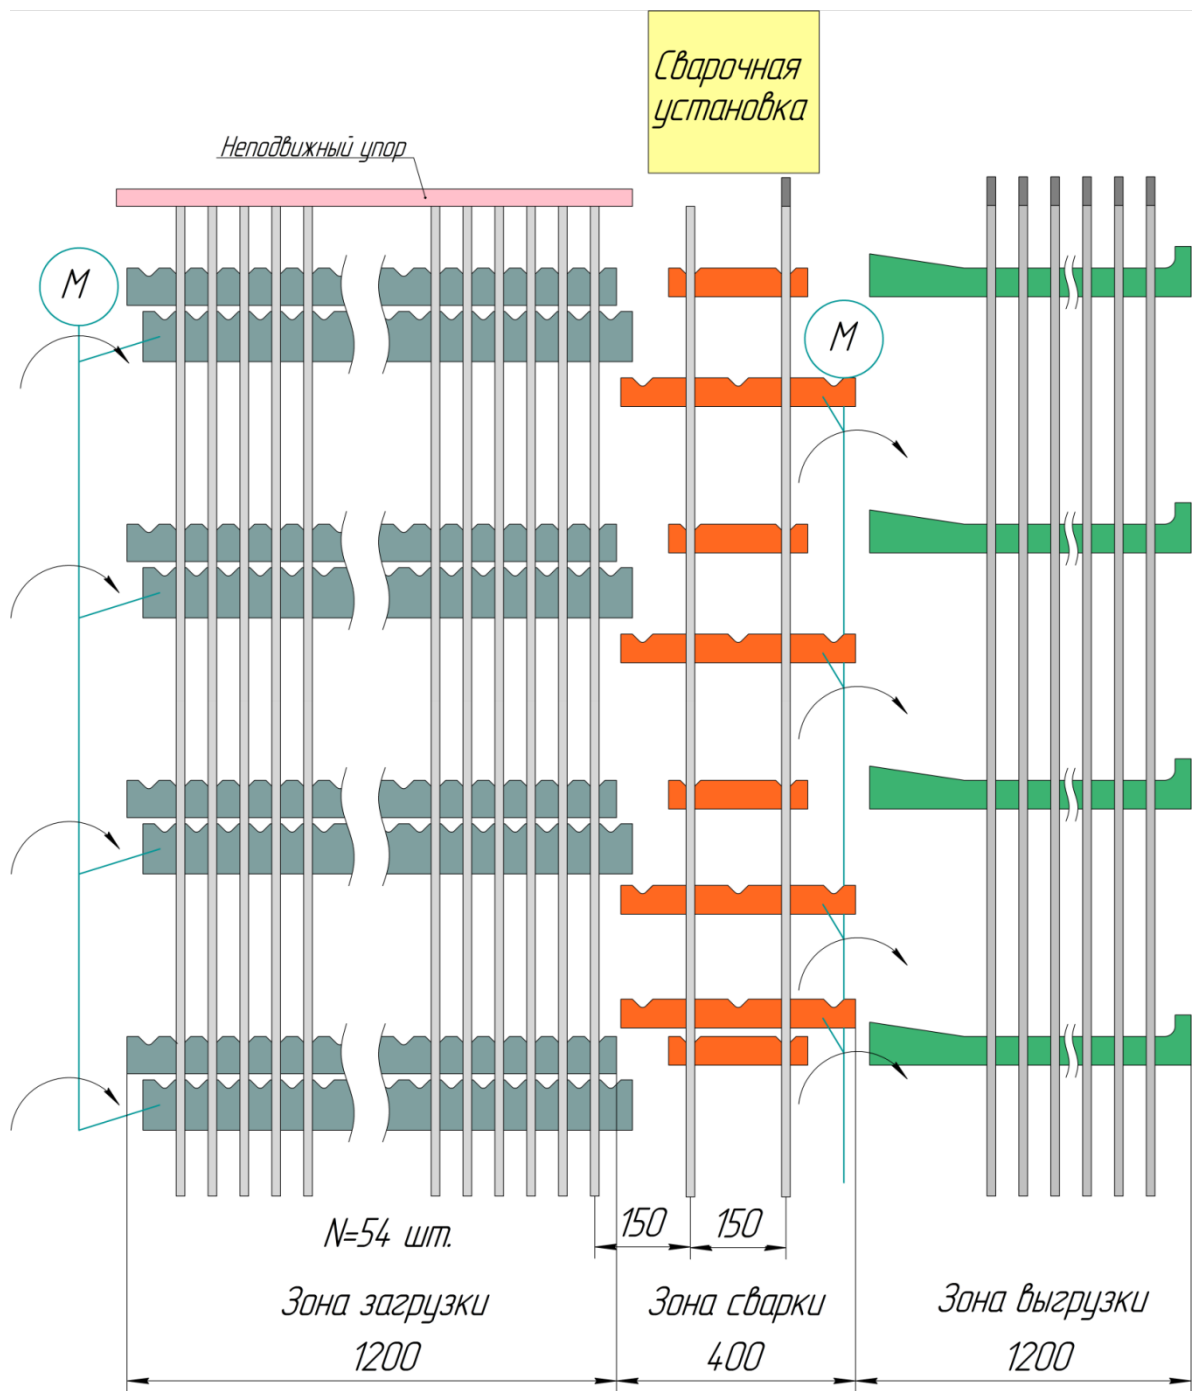 Сварочная
установка
Неподвижный упор
М
М
150
150
N=54 шт.
Зона загрузки
Зона сварки
Зона выгрузки
1200
400
1200